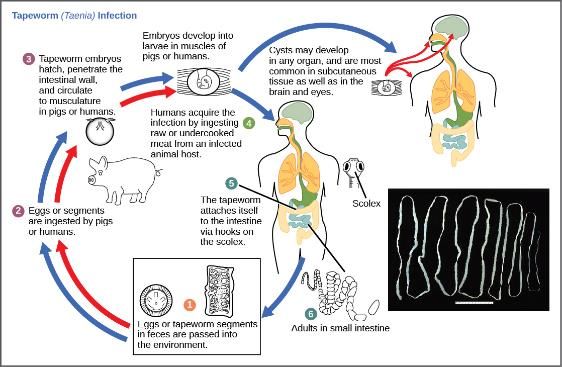 Tapeworm (Taenia) Infection
Embryos develop into
larvae in muscles of
pigs or humans.
Cysts may develop
in any organ, and are most
common in subcutaneous
tissue as well as in the
brain and eyes.
3 Tapeworm embryos
hatch, penetrate the
intestinal wall,
and circulate
to musculature
in pigs or humans.
Humans acquire the
infection by ingesting 4
raw or undercooked
meat from an infected
animal host.
5
The tapeworm
attaches itself
to the intestine
via hooks on
the scolex.
Scolex
2 Eggs or segments
are ingested by pigs
or humans.
1
Eggs or tapeworm segments
in feces are passed into
the environment.
6
Adults in small intestine